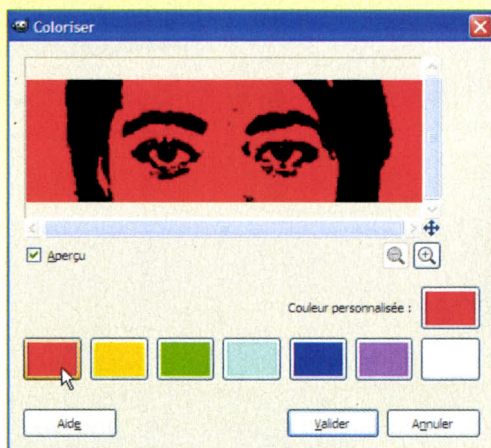 Coloriser
Aperçu
Couleur personnalisée :
Aide
Valider
Annuler